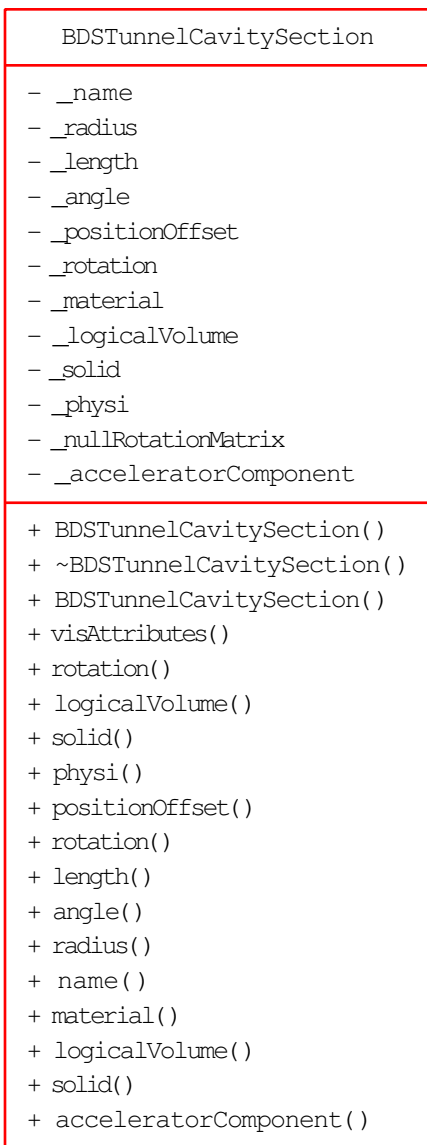 BDSTunnelCavitySection
- _name
- _radius
- _length
- _angle
- _positionOffset
- _rotation
- _material
- _logicalVolume
- _solid
- _physi
- _nullRotationMatrix
- _acceleratorComponent
+ BDSTunnelCavitySection()
+ ~BDSTunnelCavitySection()
+ BDSTunnelCavitySection()
+ visAttributes()
+ rotation()
+ logicalVolume()
+ solid()
+ physi()
+ positionOffset()
+ rotation()
+ length()
+ angle()
+ radius()
+ name()
+ material()
+ logicalVolume()
+ solid()
+ acceleratorComponent()